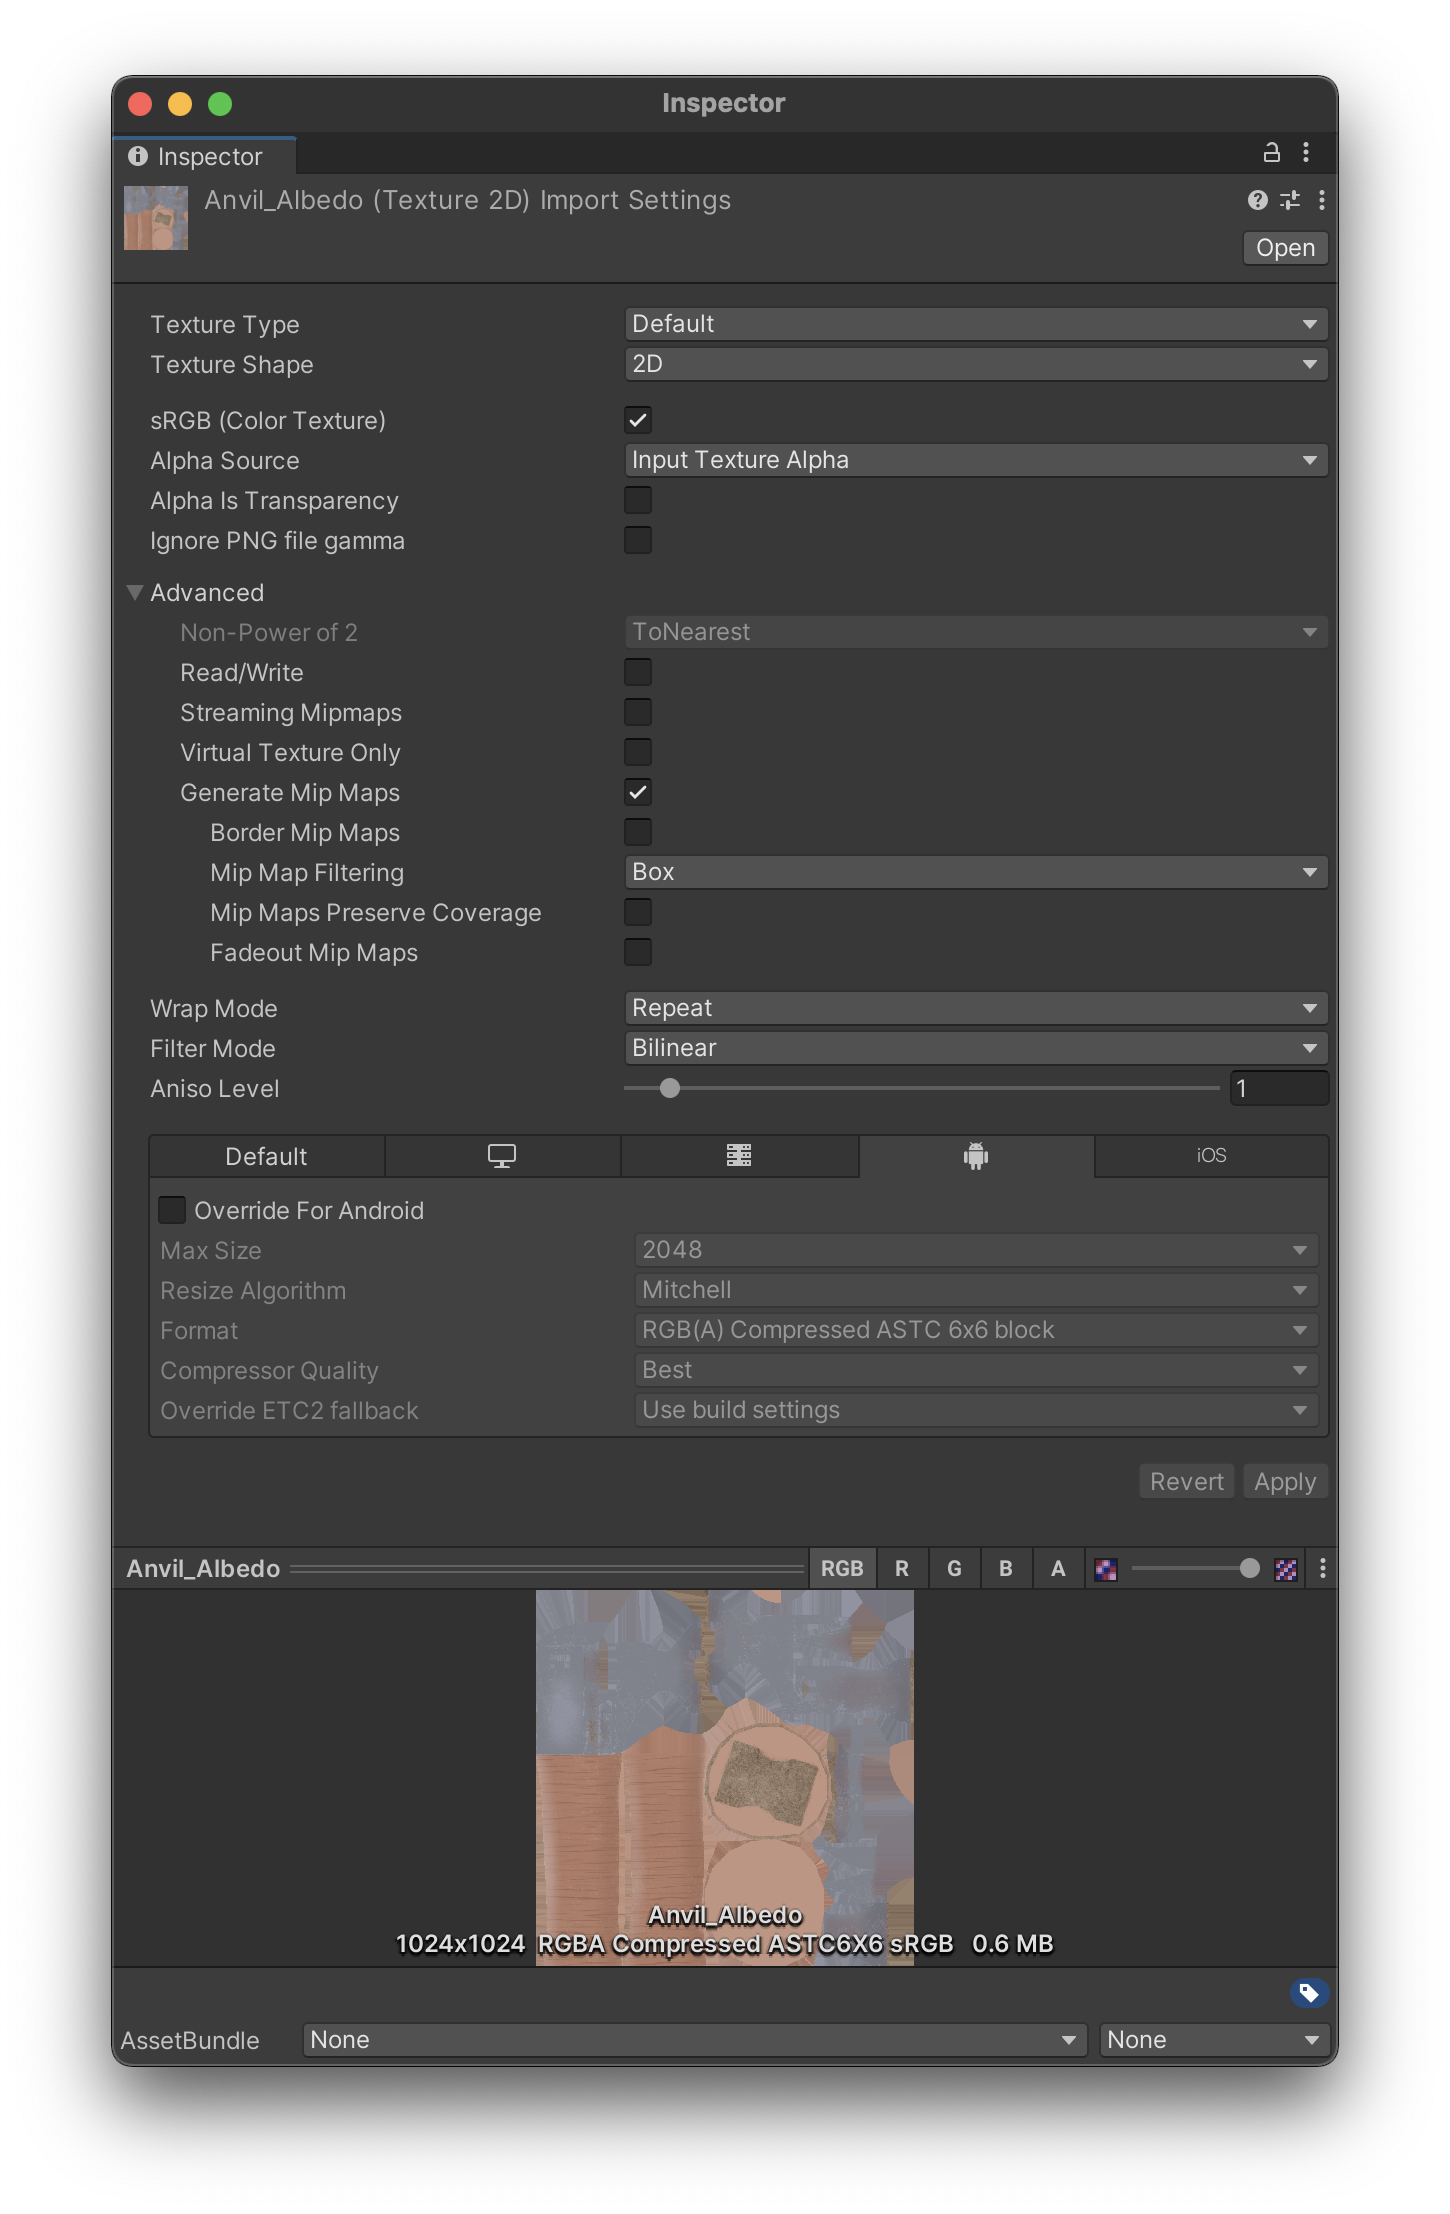 Inspector
Inspector
Anvil_Albedo (Texture 2D) Import Settings
Open
Texture Type Default
Texture Shape 2D
sRGB (Color Texture)
Alpha Source Input Texture Alpha
Alpha Is Transparency
Ignore PNG file gamma
Advanced
Non-Power of 2 ToNearest
Read/Write
Streaming Mipmaps
Virtual Texture Only
Generate Mip Maps
Border Mip Maps
Mip Map Filtering Box
Mip Maps Preserve Coverage
Fadeout Mip Maps
Wrap Mode Repeat
Filter Mode Bilinear
Aniso Level 1
Default iOS
Override For Android
Max Size 2048
Resize Algorithm Mitchell
Format RGB(A) Compressed ASTC 6x6 block
Compressor Quality Best
Override ETC2 fallback Use build settings
Revert Apply
Anvil_Albedo RGB R G B A
Anvil_Albedo
1024x1024 RGBA Compressed ASTC6X6 sRGB 0.6 MB
AssetBundle None None